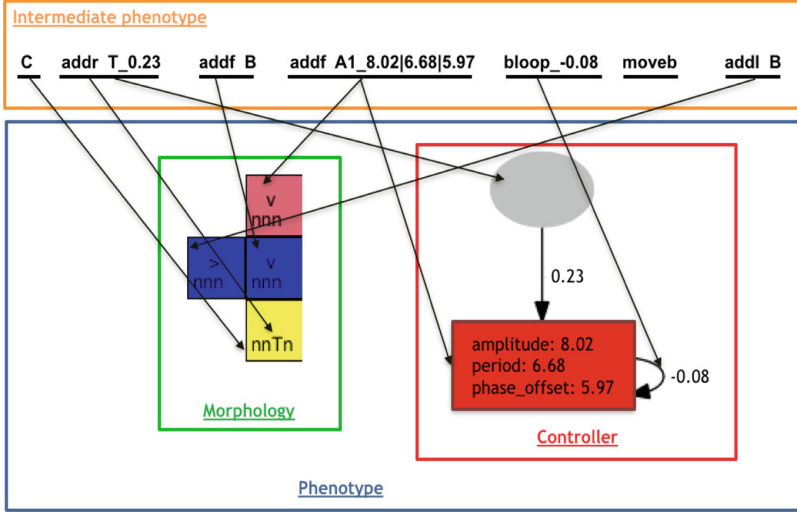 Intermediate phenotype
C addr T_0.23 addf B addf A1_8.02|6.68|5.97 bloop_-0.08 moveb addl B
v
nnn
> v
nnn nnn
nnTn
Morphology
0.23
amplitude: 8.02
period: 6.68
phase_offset: 5.97
-0.08
Controller
Phenotype